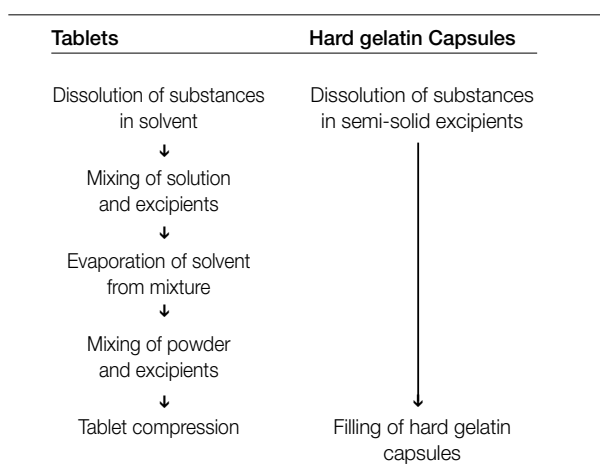 Tablets
Hard gelatin Capsules
Dissolution of substances
in solvent
Mixing of solution
and excipients
Evaporation of solvent
from mixture
Mixing of powder
and excipients
Tablet compression
Dissolution of substances
in semi-solid excipients
Filling of hard gelatin
capsules